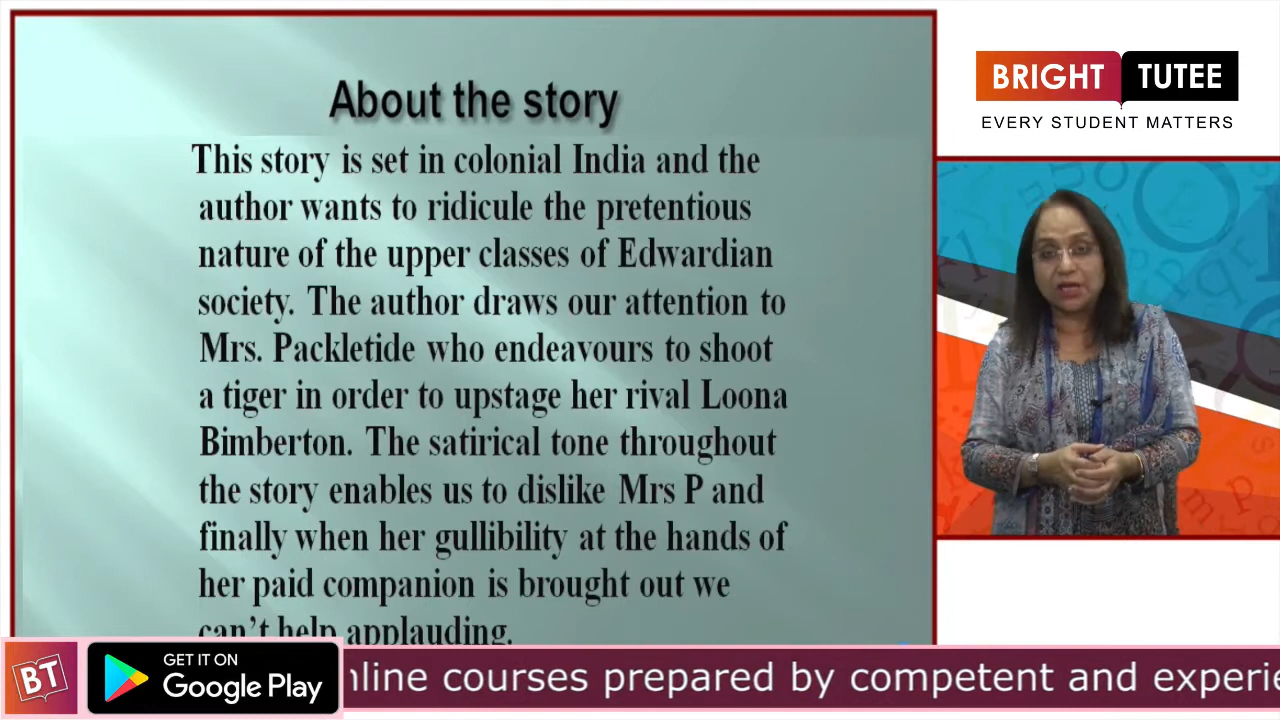 About the story
This story is set in colonial India and the
author wants to ridicule the pretentious
nature of the upper classes of Edwardian
society. The author draws our attention to
Mrs. Packletide who endeavours to shoot
a tiger in order to upstage her rival Loona
Bimberton. The satirical tone throughout
the story enables us to dislike Mrs P and
finally when her gullibility at the hands of
her paid companion is brought out we
can't help applauding.
BRIGHT TUTEE
EVERY STUDENT MATTERS
BT
GET IT ON
Google Play
nline courses prepared by competent and experie